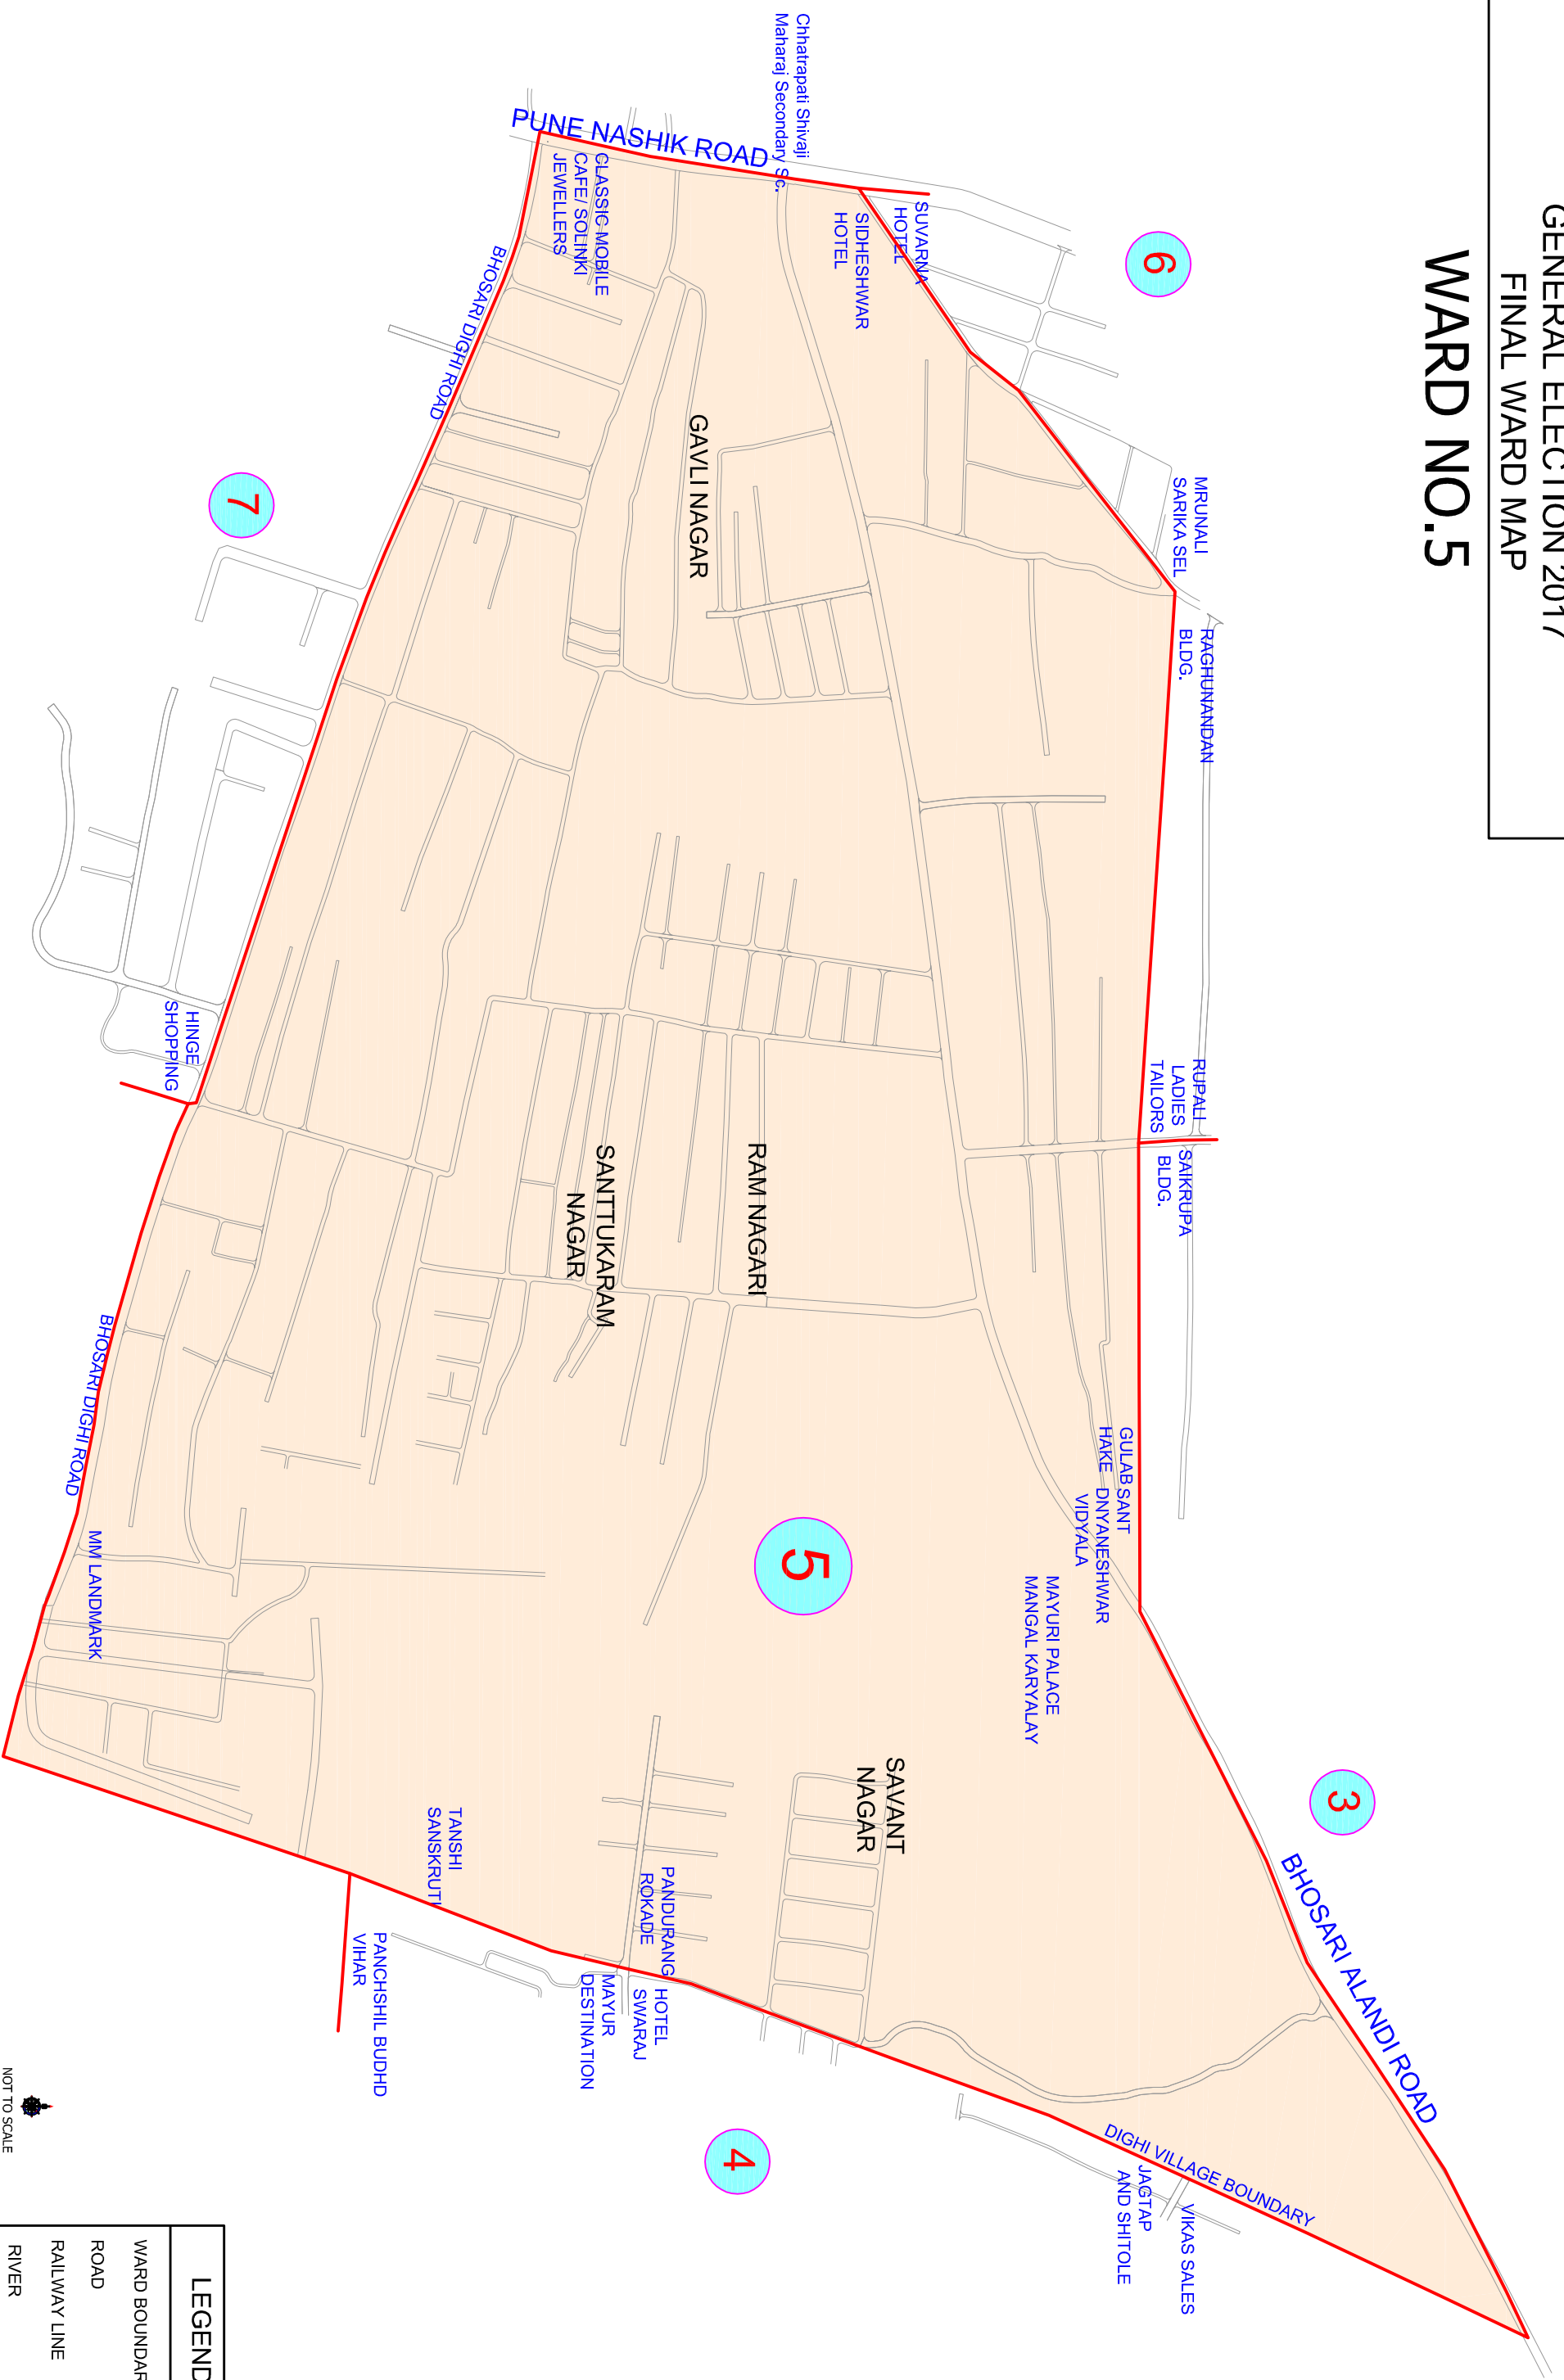 GENERAL ELECTION 2017
FINAL WARD MAP
WARD NO.5
6
3
7
5
4
Chhatrapati Shivaji
Maharaj Secondary Sc.
PUNE NASHIK ROAD
CLASSIC MOBILE
CAFE/ SOLINKI
JEWELLERS
SUVARNA
HOTEL
SIDHESHWAR
HOTEL
BHOSARI DIGHI ROAD
GAVLI NAGAR
MRUNALI
SARIKA SEL
RAGHUNANDAN
BLDG.
RUPALI
LADIES
TAILORS
SAIKRUPA
BLDG.
HINGE
SHOPPING
RAM NAGARI
SANTTUKARAM
NAGAR
BHOSARI DIGHI ROAD
GULAB
HAKE
SANT
DNYANESHWAR
VIDYALA
MAYURI PALACE
MANGAL KARYALAY
MM LANDMARK
SAVANT
NAGAR
TANSHI
SANSKRUTI
PANDURANG
ROKADE
BHOSARI ALANDI ROAD
PANCHSHIL BUDHD
VIHAR
HOTEL
SWARAJ
MAYUR
DESTINATION
DIGHI VILLAGE BOUNDARY
JAGTAP
AND SHITOLE
VIKAS SALES
NOT TO SCALE
LEGEND
WARD BOUNDAR
ROAD
RAILWAY LINE
RIVER